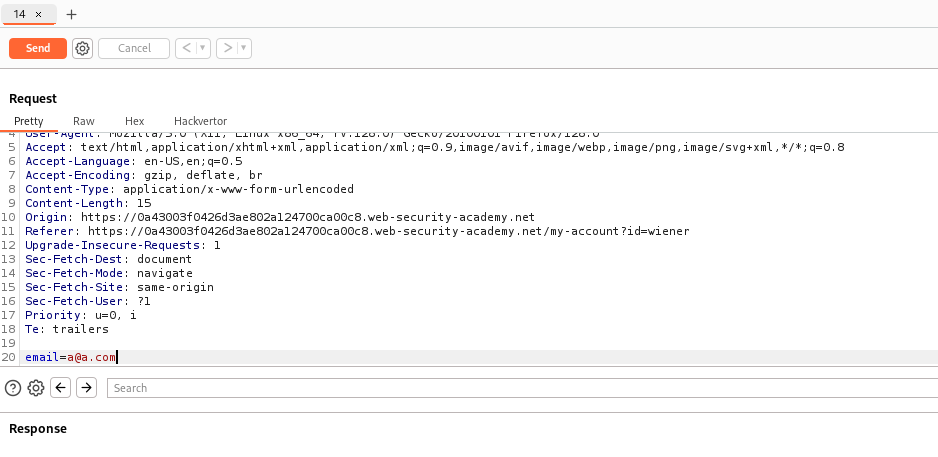 14 × +
Send Cancel < ▾ > ▾
Request
Pretty Raw Hex Hackvertor
4 User-Agent: Mozilla/5.0 (X11; Linux x86_64; rv:128.0) Gecko/20100101 Firefox/128.0
5 Accept: text/html,application/xhtml+xml,application/xml;q=0.9,image/avif,image/webp,image/png,image/svg+xml,*/*;q=0.8
6 Accept-Language: en-US,en;q=0.5
7 Accept-Encoding: gzip, deflate, br
8 Content-Type: application/x-www-form-urlencoded
9 Content-Length: 15
10 Origin: https://0a43003f0426d3ae802a124700ca00c8.web-security-academy.net
11 Referer: https://0a43003f0426d3ae802a124700ca00c8.web-security-academy.net/my-account?id=wiener
12 Upgrade-Insecure-Requests: 1
13 Sec-Fetch-Dest: document
14 Sec-Fetch-Mode: navigate
15 Sec-Fetch-Site: same-origin
16 Sec-Fetch-User: ?1
17 Priority: u=0, i
18 Te: trailers
19
20 email=a@a.com
? ← → Search
Response